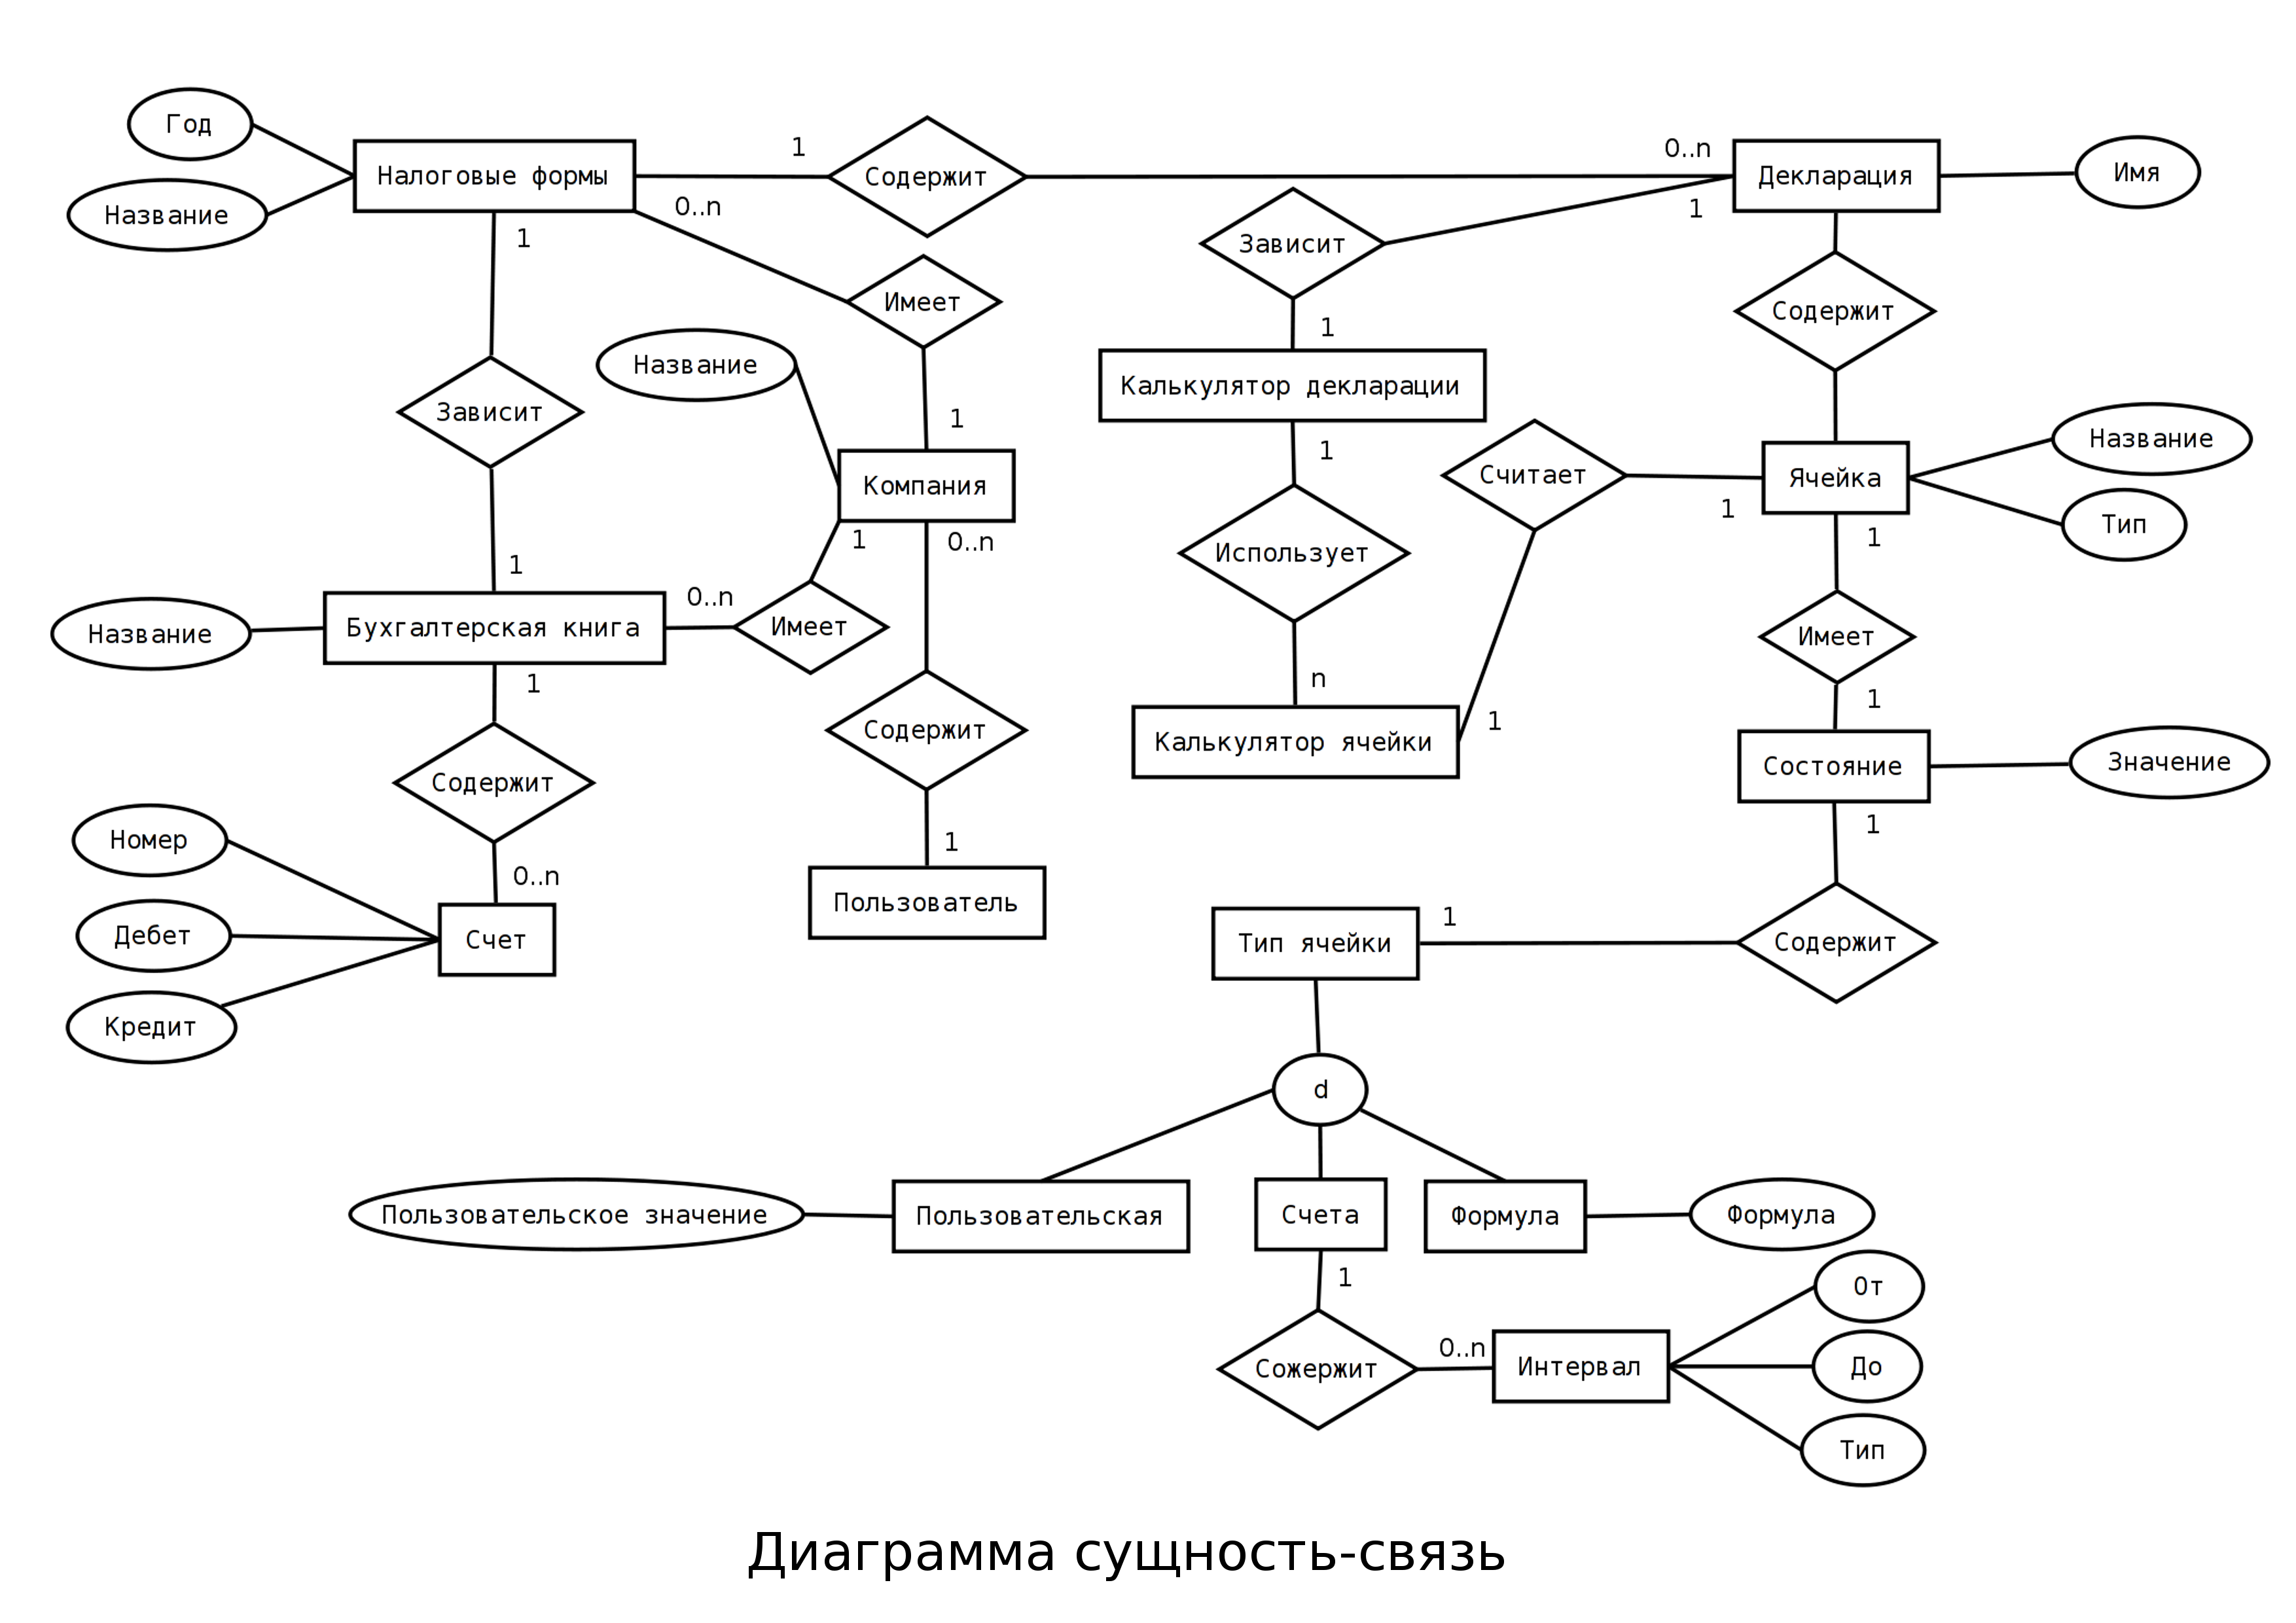 Год
Название
Налоговые формы
1
Содержит
0..n
Декларация
Имя
0..n
1
1
Зависит
Содержит
Имеет
1
Название
Зависит
Калькулятор декларации
1
1
Компания
Считает
Ячейка
Название
Тип
1
1
0..n
1
Использует
1
0..n
Название
Бухгалтерская книга
Имеет
Имеет
1
n
1
1
Содержит
Калькулятор ячейки
Состояние
Значение
Содержит
1
1
Номер
0..n
Дебет
Счет
Кредит
Пользователь
1
Тип ячейки
Содержит
d
Пользовательское значение
Пользовательская
Счета
Формула
Формула
1
От
Сожержит
0..n
Интервал
До
Тип
Диаграмма сущность-связь